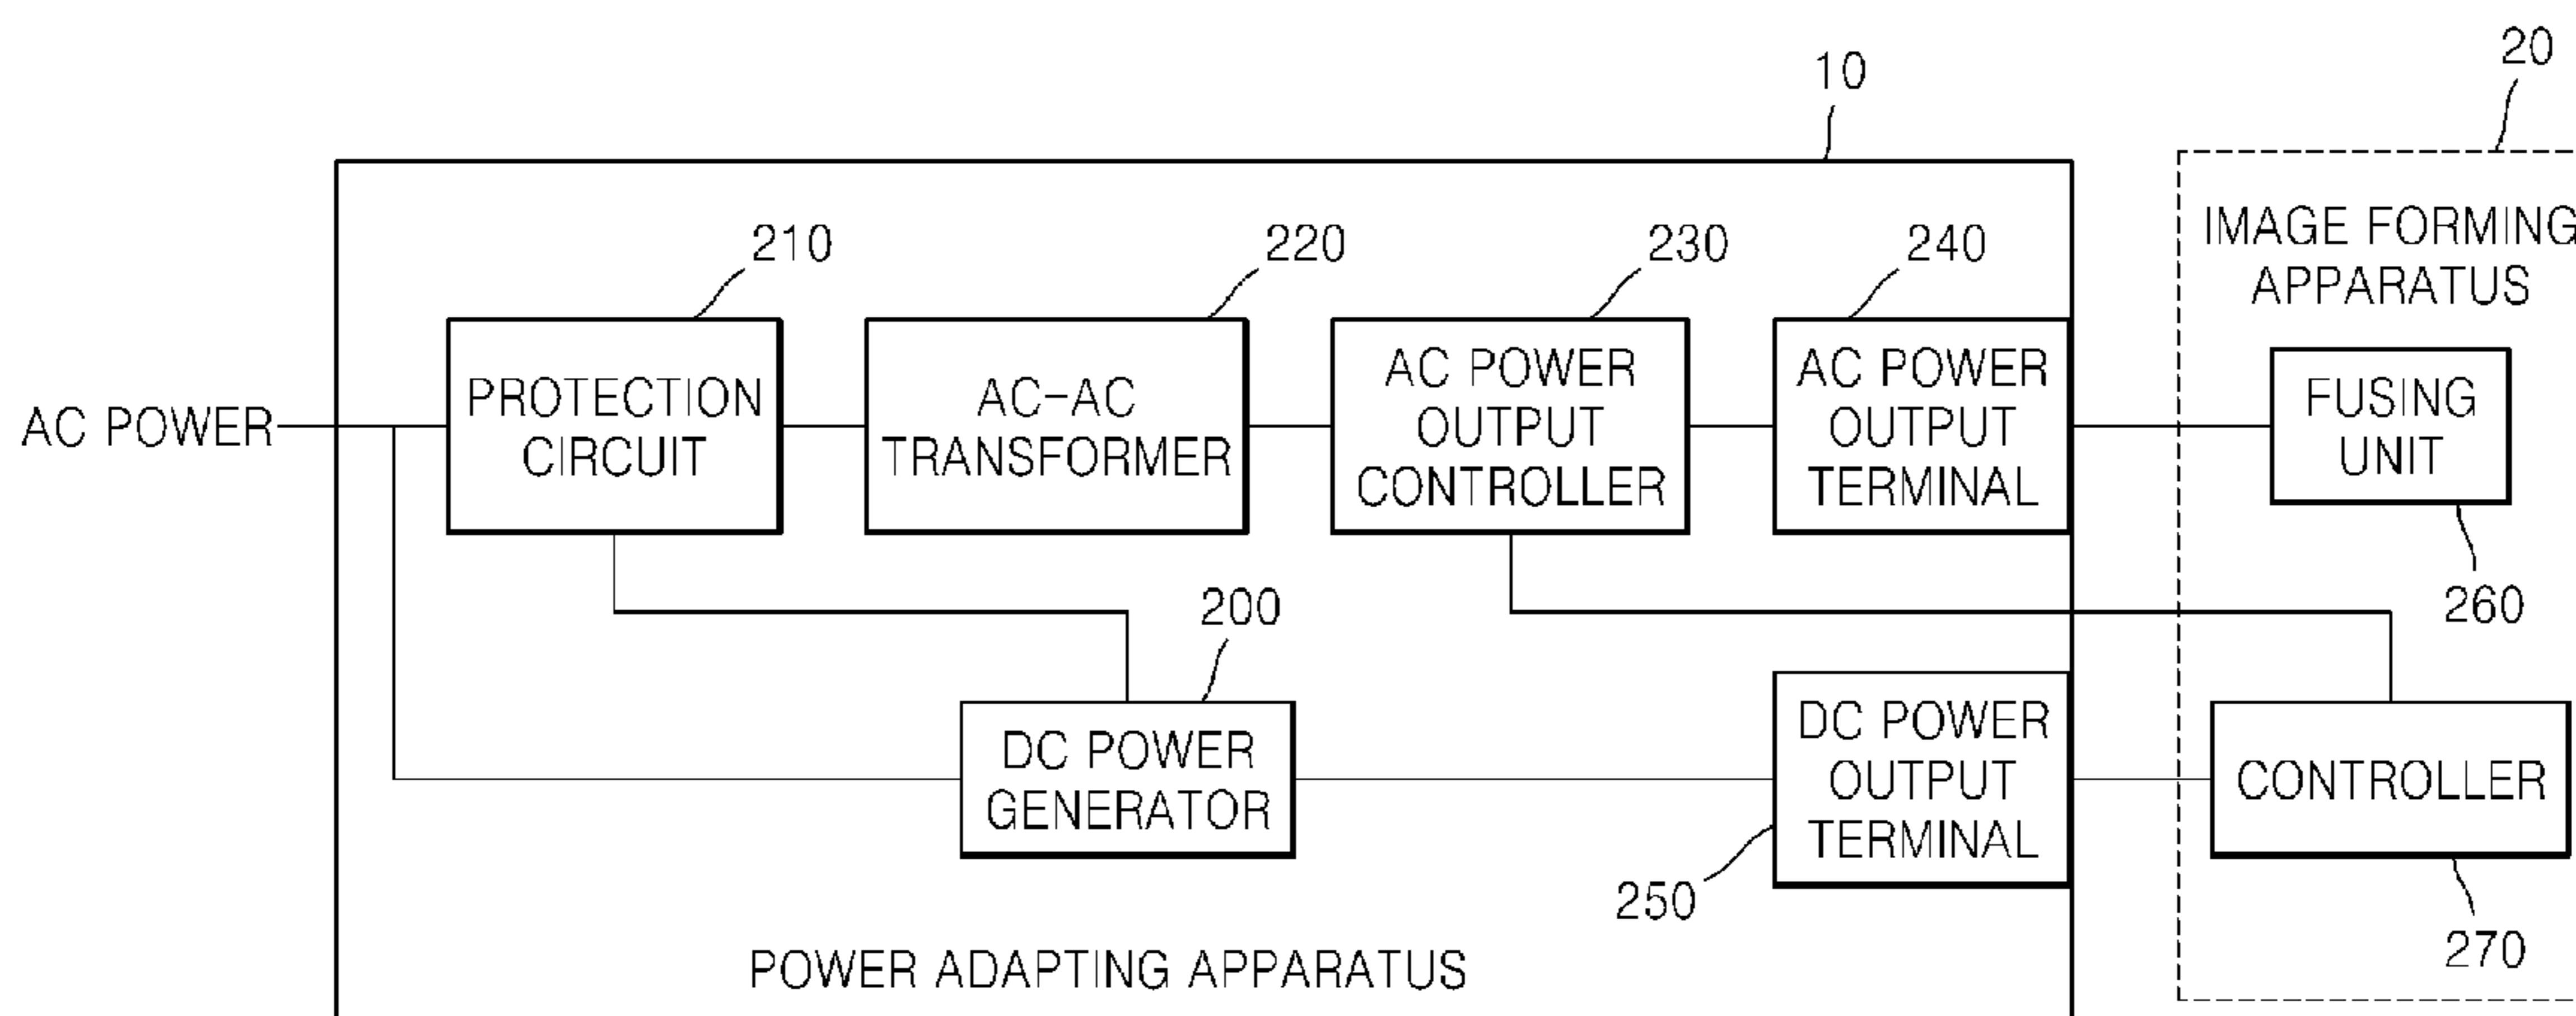 20
10
IMAGE FORMING
APPARATUS
210
220
230
240
AC POWER
PROTECTION
CIRCUIT
AC-AC
TRANSFORMER
AC POWER
OUTPUT
CONTROLLER
AC POWER
OUTPUT
TERMINAL
FUSING
UNIT
260
200
DC POWER
GENERATOR
DC POWER
OUTPUT
TERMINAL
CONTROLLER
250
270
POWER ADAPTING APPARATUS